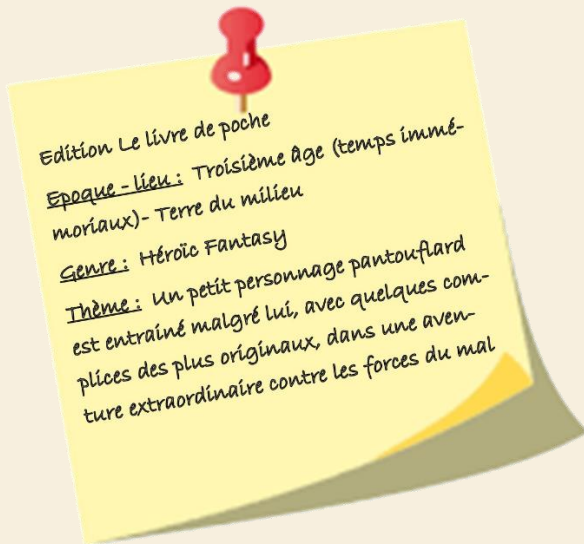 Edition Le livre de poche
Epoque - lieu : Troisième âge (temps immé-
moriaux)- Terre du milieu
Genre : Héroïc Fantasy
Thème : Un petit personnage pantouflard
est entrainé malgré lui, avec quelques com-
plices des plus originaux, dans une aven-
ture extraordinaire contre les forces du mal